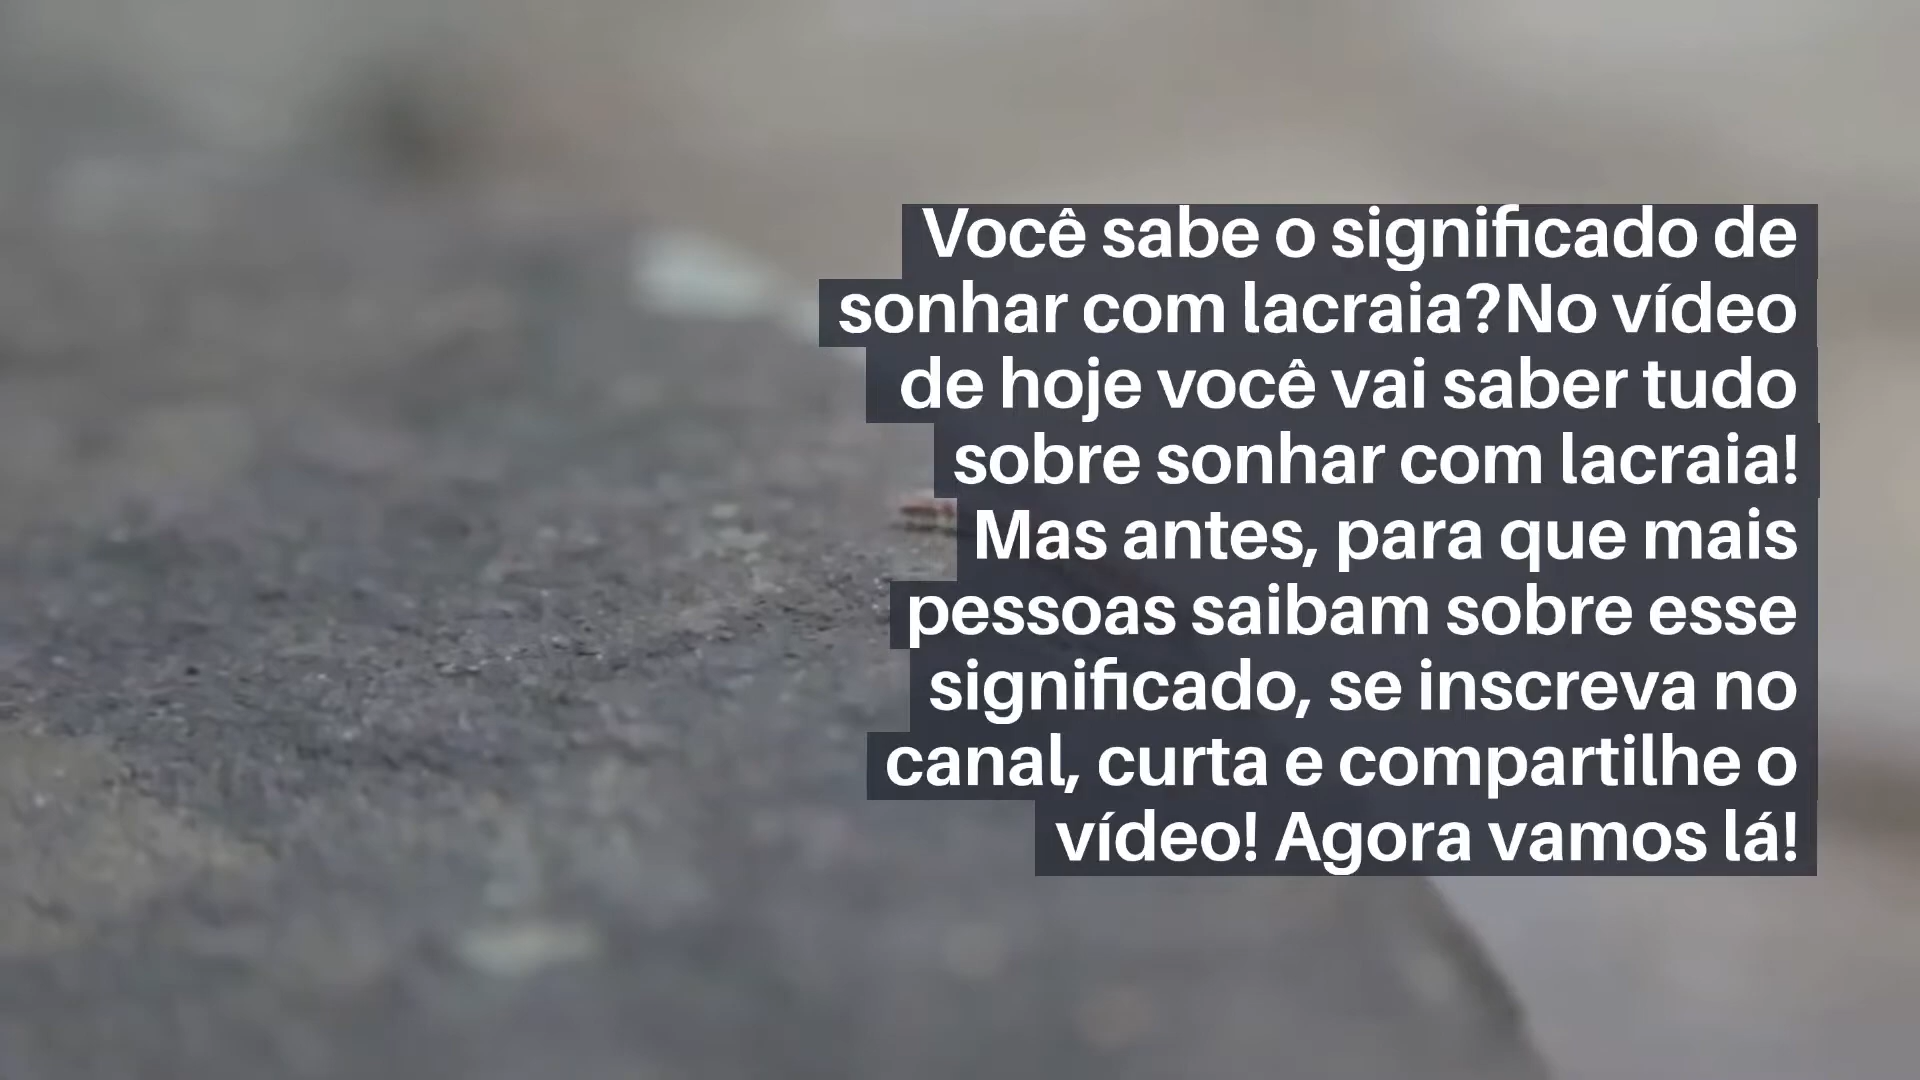 Você sabe o significado de
sonhar com lacraia?No vídeo
de hoje você vai saber tudo
sobre sonhar com lacraia!
Mas antes, para que mais
pessoas saibam sobre esse
significado, se inscreva no
canal, curta e compartilhe o
vídeo! Agora vamos lá!